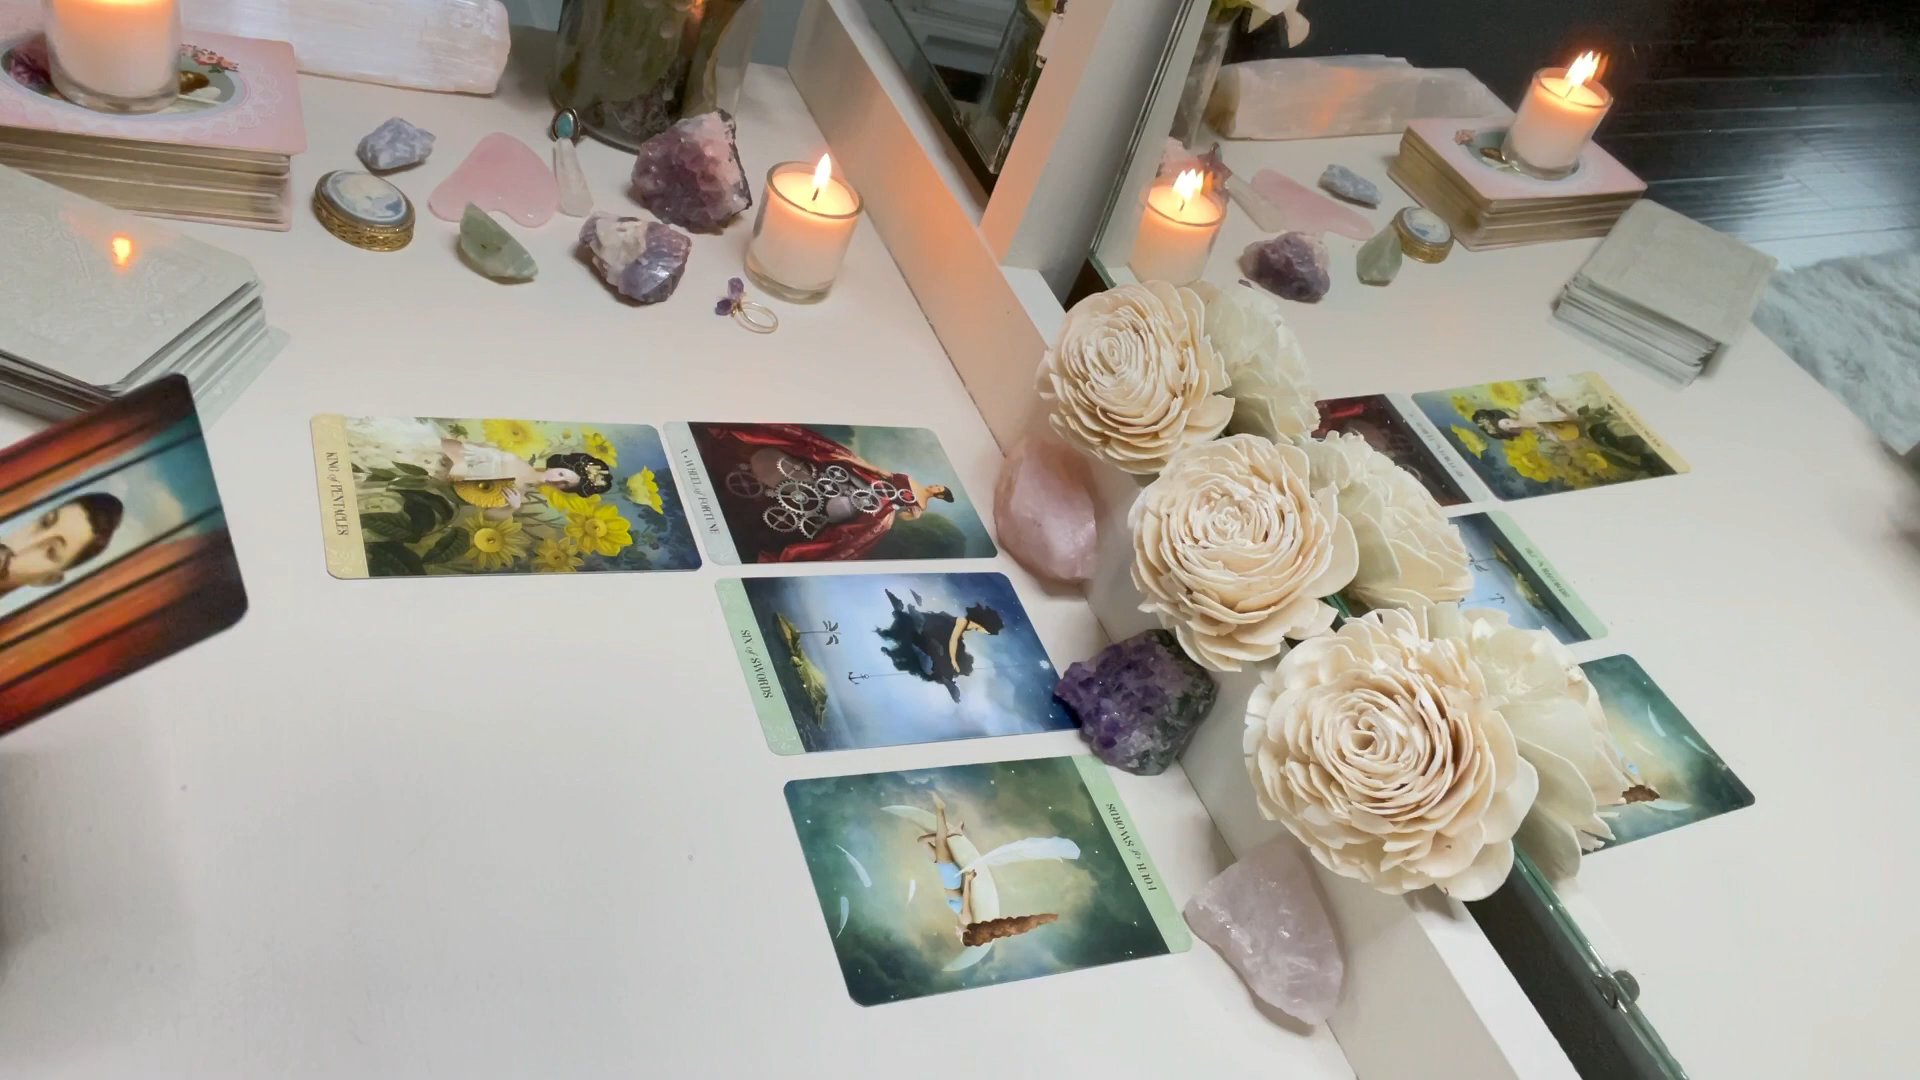 KING of PENTACLES
X • WHEEL of FORTUNE
SIX of SWORDS
FOUR of SWORDS